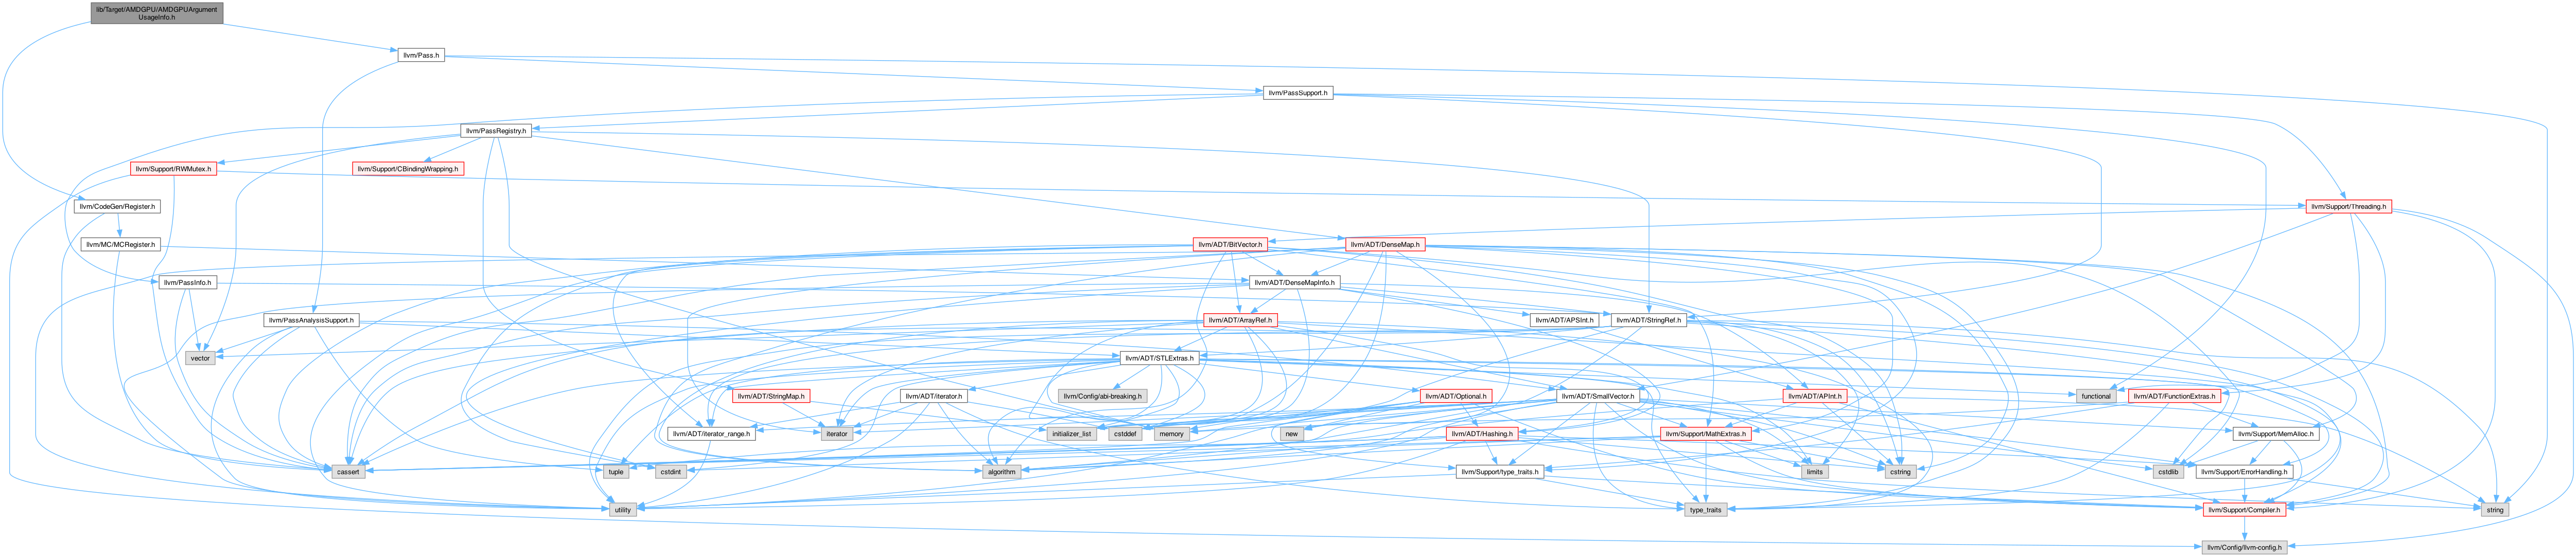 lib/Target/AMDGPU/AMDGPUArgument
UsageInfo.h
llvm/Pass.h
llvm/PassSupport.h
llvm/PassRegistry.h
llvm/Support/RWMutex.h
llvm/Support/CBindingWrapping.h
llvm/CodeGen/Register.h
llvm/Support/Threading.h
llvm/MC/MCRegister.h
llvm/ADT/BitVector.h
llvm/ADT/DenseMap.h
llvm/PassInfo.h
llvm/ADT/DenseMapInfo.h
llvm/PassAnalysisSupport.h
llvm/ADT/ArrayRef.h
llvm/ADT/APSInt.h
llvm/ADT/StringRef.h
vector
llvm/ADT/STLExtras.h
llvm/ADT/StringMap.h
llvm/ADT/iterator.h
llvm/Config/abi-breaking.h
llvm/ADT/Optional.h
llvm/ADT/SmallVector.h
llvm/ADT/APInt.h
functional
llvm/ADT/FunctionExtras.h
llvm/ADT/iterator_range.h
iterator
initializer_list
cstddef
memory
new
llvm/ADT/Hashing.h
llvm/Support/MathExtras.h
llvm/Support/MemAlloc.h
cassert
tuple
cstdint
algorithm
llvm/Support/type_traits.h
limits
cstring
cstdlib
llvm/Support/ErrorHandling.h
utility
type_traits
llvm/Support/Compiler.h
string
llvm/Config/llvm-config.h